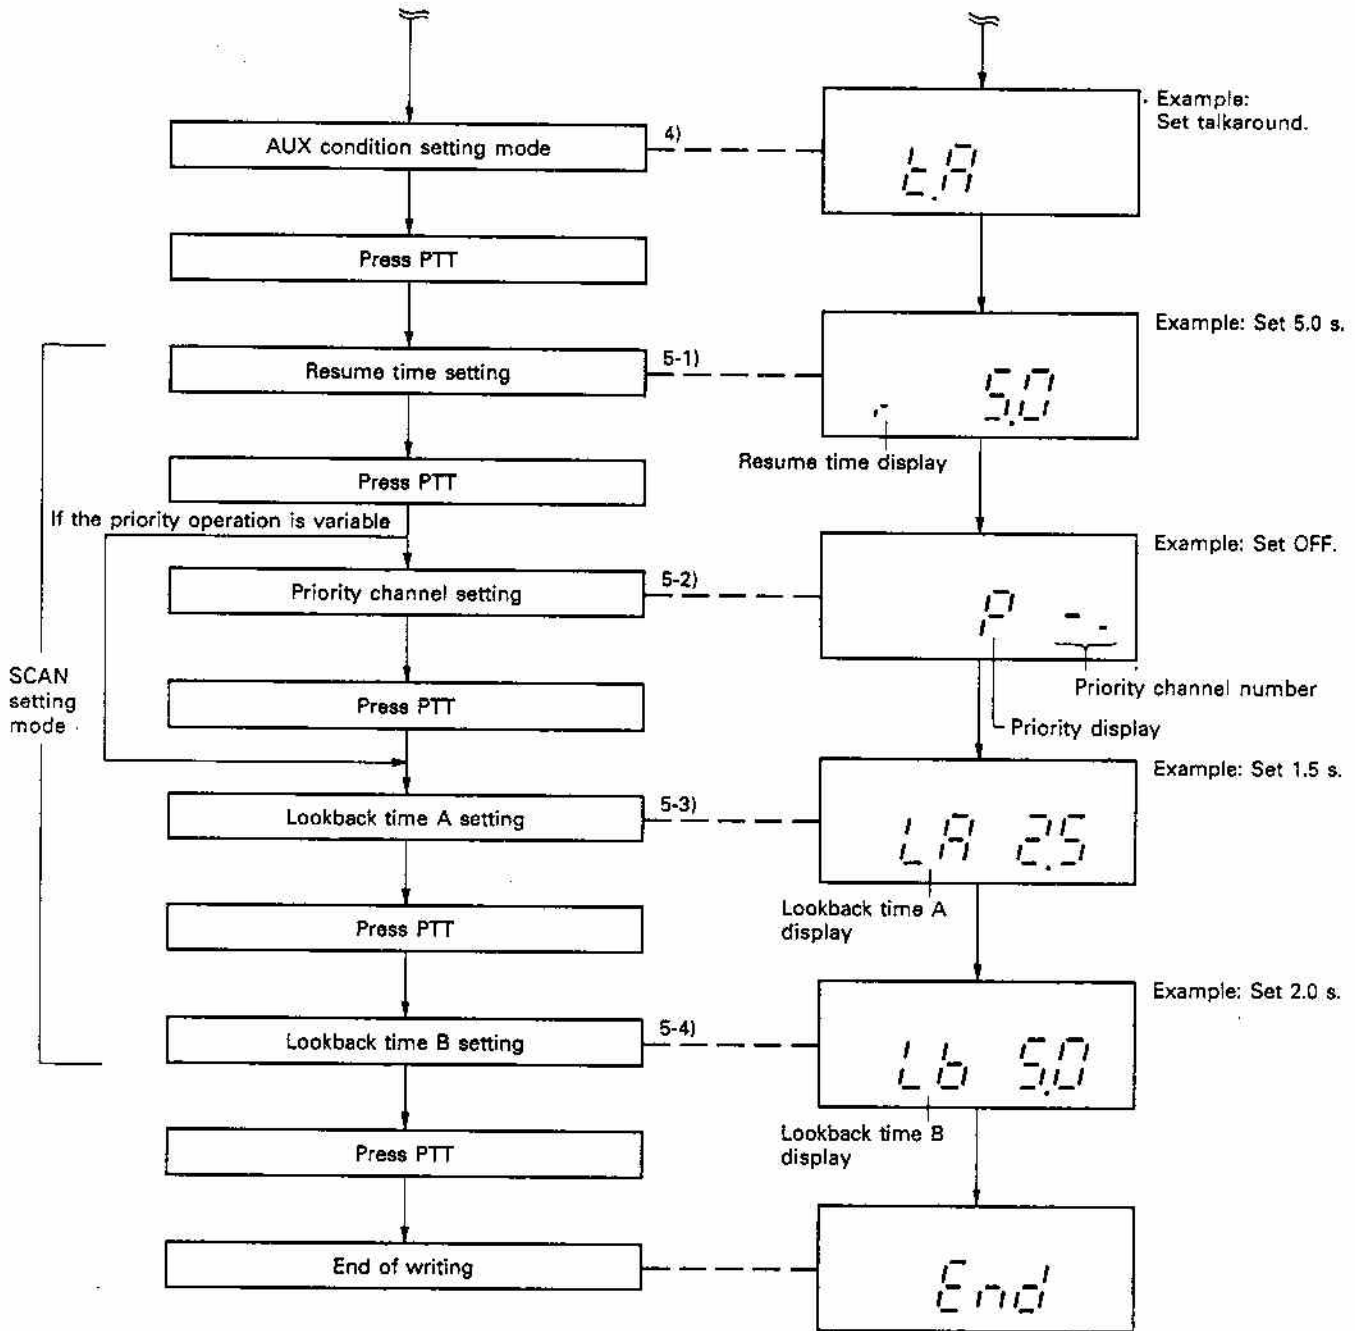 Example:
Set talkaround.
AUX condition setting mode
4)
t.A
Press PTT
Example: Set 5.0 s.
Resume time setting
5-1)
r 5.0
Resume time display
Press PTT
If the priority operation is variable
Example: Set OFF.
Priority channel setting
5-2)
P -.-
Priority channel number
Priority display
SCAN
setting
mode
Press PTT
Example: Set 1.5 s.
Lookback time A setting
5-3)
LA 2.5
Lookback time A
display
Press PTT
Example: Set 2.0 s.
Lookback time B setting
5-4)
Lb 5.0
Lookback time B
display
Press PTT
End of writing
End